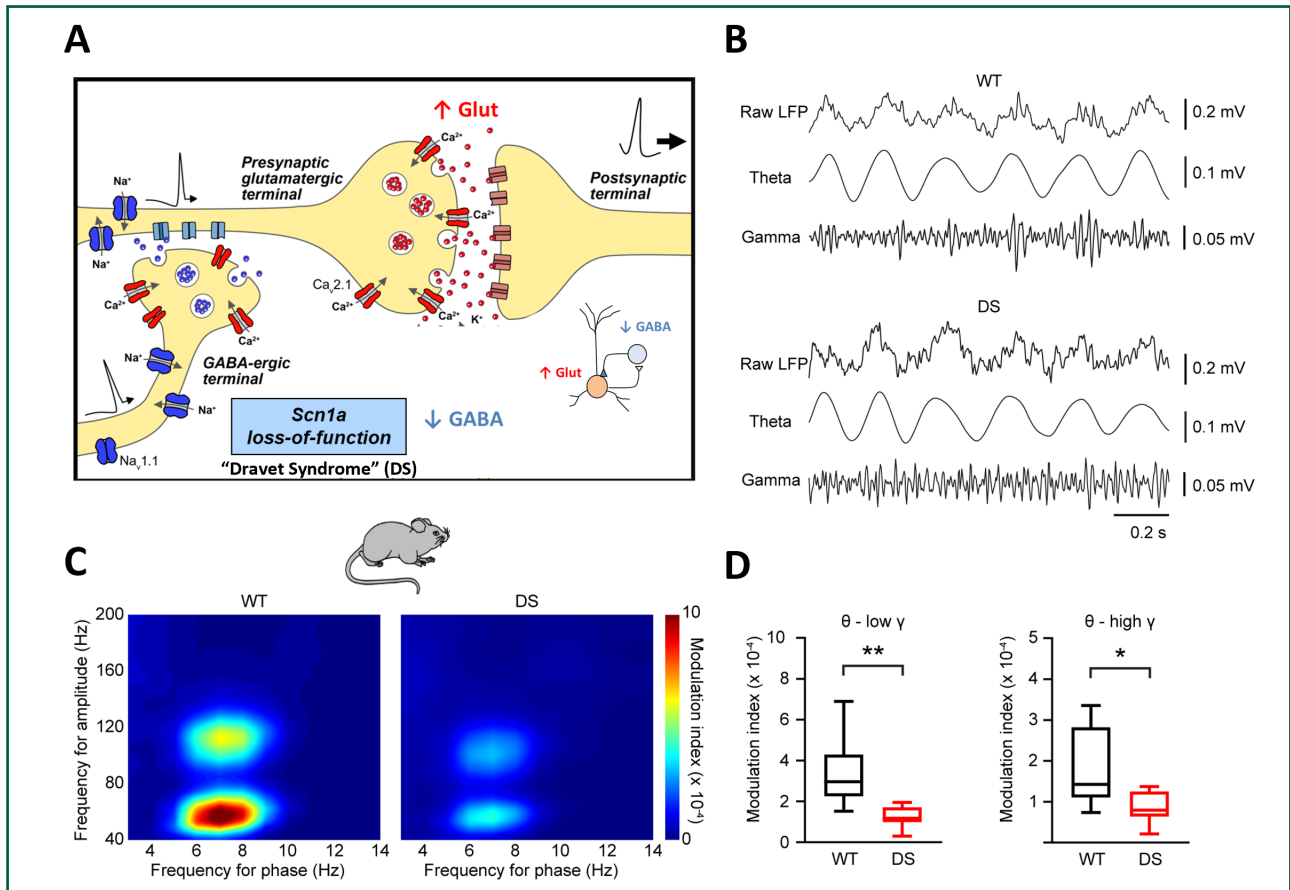 A
↑ Glut
Ca²⁺
Presynaptic
glutamatergic
terminal
Postsynaptic
terminal
Na⁺
Na⁺
Ca²⁺
Ca²⁺
Caᵥ2.1
Ca²⁺
Ca²⁺
K⁺
Na⁺
GABA-ergic
terminal
Na⁺
Naᵥ1.1
↓ GABA
↑ Glut
Scn1a
loss-of-function
↓ GABA
“Dravet Syndrome” (DS)
B
WT
Raw LFP
0.2 mV
Theta
0.1 mV
Gamma
0.05 mV
DS
Raw LFP
0.2 mV
Theta
0.1 mV
Gamma
0.05 mV
0.2 s
C
WT
DS
Frequency for amplitude (Hz)
200
160
120
80
40
4 6 8 10 12 14
Frequency for phase (Hz)
4 6 8 10 12 14
Frequency for phase (Hz)
10
0
Modulation index (x 10⁻⁴)
D
θ - low γ
**
Modulation index (x 10⁻⁴)
10
8
6
4
2
0
WT DS
θ - high γ
*
Modulation index (x 10⁻⁴)
5
4
3
2
1
WT DS